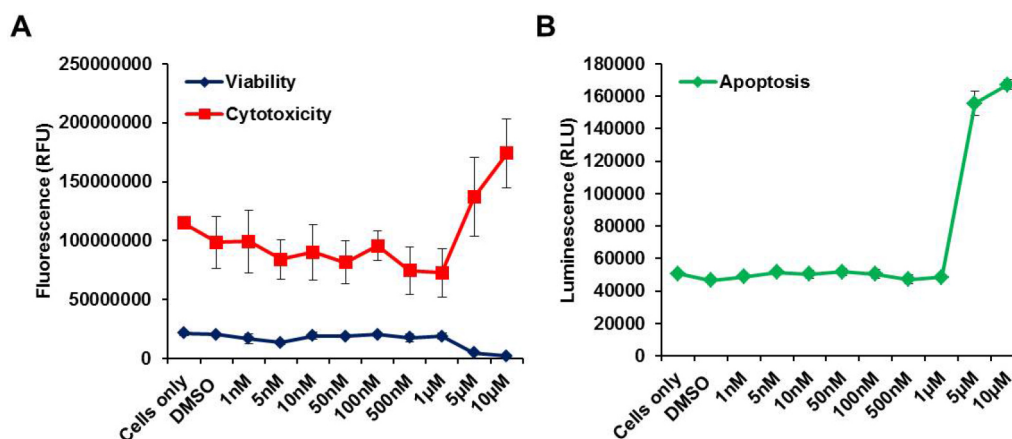 A
Fluorescence (RFU)
250000000
200000000
150000000
100000000
50000000
0
Viability
Cytotoxicity
Cells only
DMSO
1nM
5nM
10nM
50nM
100nM
500nM
1µM
5µM
10µM
B
Luminescence (RLU)
180000
160000
140000
120000
100000
80000
60000
40000
20000
0
Apoptosis
Cells only
DMSO
1nM
5nM
10nM
50nM
100nM
500nM
1µM
5µM
10µM